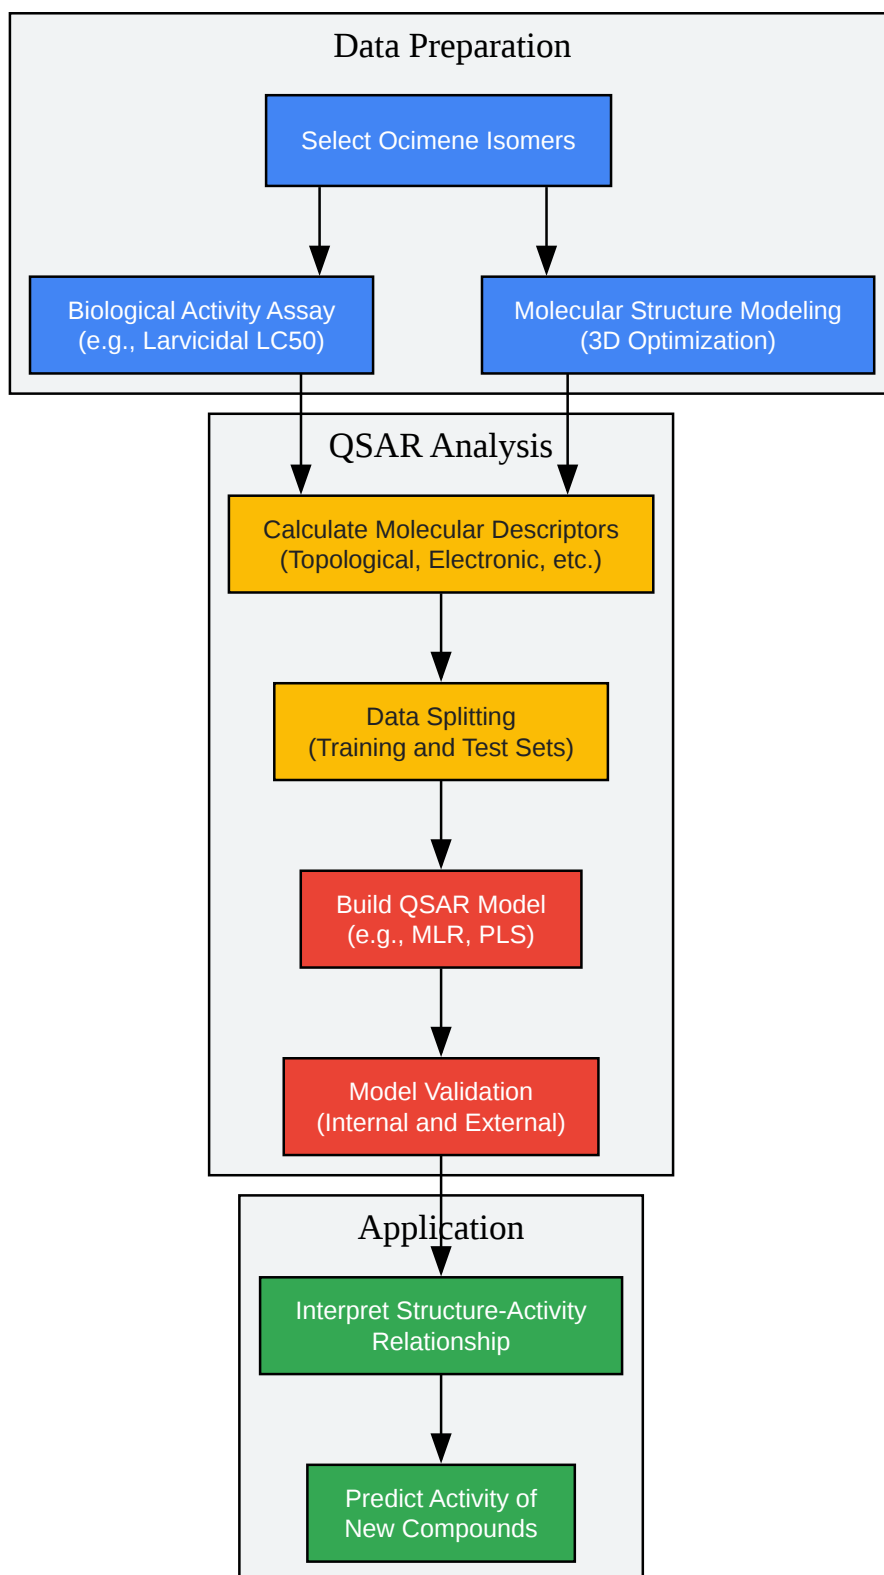 Data Preparation
Select Ocimene Isomers
Biological Activity Assay
(e.g., Larvicidal LC50)
Molecular Structure Modeling
(3D Optimization)
QSAR Analysis
Calculate Molecular Descriptors
(Topological, Electronic, etc.)
Data Splitting
(Training and Test Sets)
Build QSAR Model
(e.g., MLR, PLS)
Model Validation
(Internal and External)
Application
Interpret Structure-Activity
Relationship
Predict Activity of
New Compounds